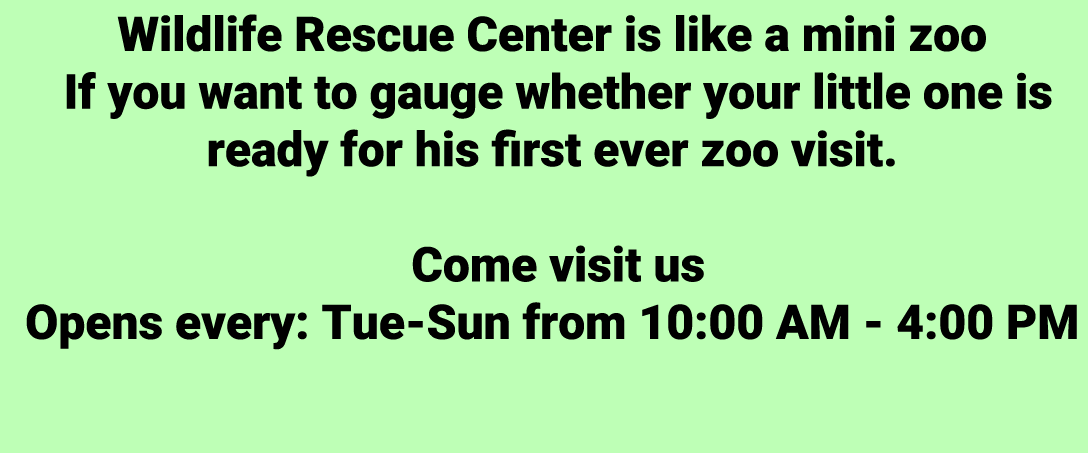 Wildlife Rescue Center is like a mini zoo
If you want to gauge whether your little one is
ready for his first ever zoo visit.
Come visit us
Opens every: Tue-Sun from 10:00 AM - 4:00 PM